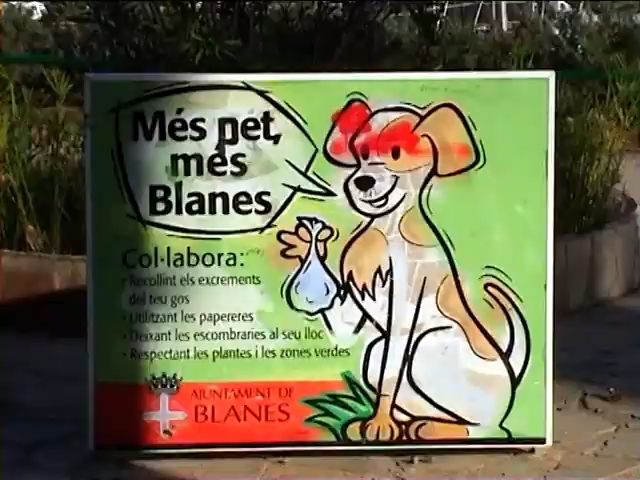 Més pet,
més
Blanes
Col·labora:
• Recollint els excrements
del teu gos
• Utilitzant les papereres
• Deixant les escombraries al seu lloc
• Respectant les plantes i les zones verdes
AJUNTAMENT DE
BLANES